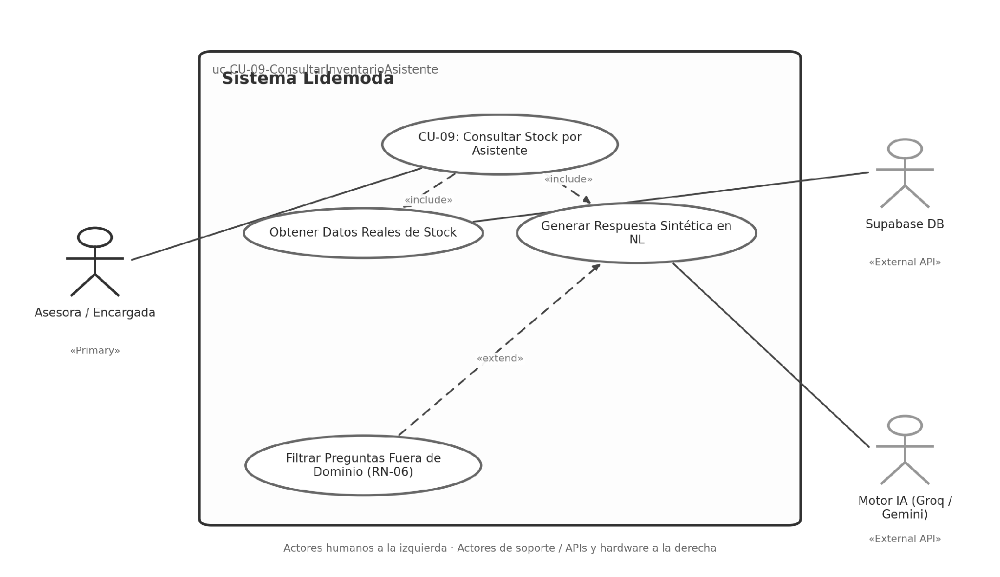 uc CU-09-ConsultarInventarioAsistente
Sistema Lidemoda
CU-09: Consultar Stock por
Asistente
«include»
«include»
Obtener Datos Reales de Stock
Generar Respuesta Sintética en
NL
Supabase DB
«External API»
Asesora / Encargada
«Primary»
«extend»
Filtrar Preguntas Fuera de
Dominio (RN-06)
Motor IA (Groq /
Gemini)
«External API»
Actores humanos a la izquierda · Actores de soporte / APIs y hardware a la derecha